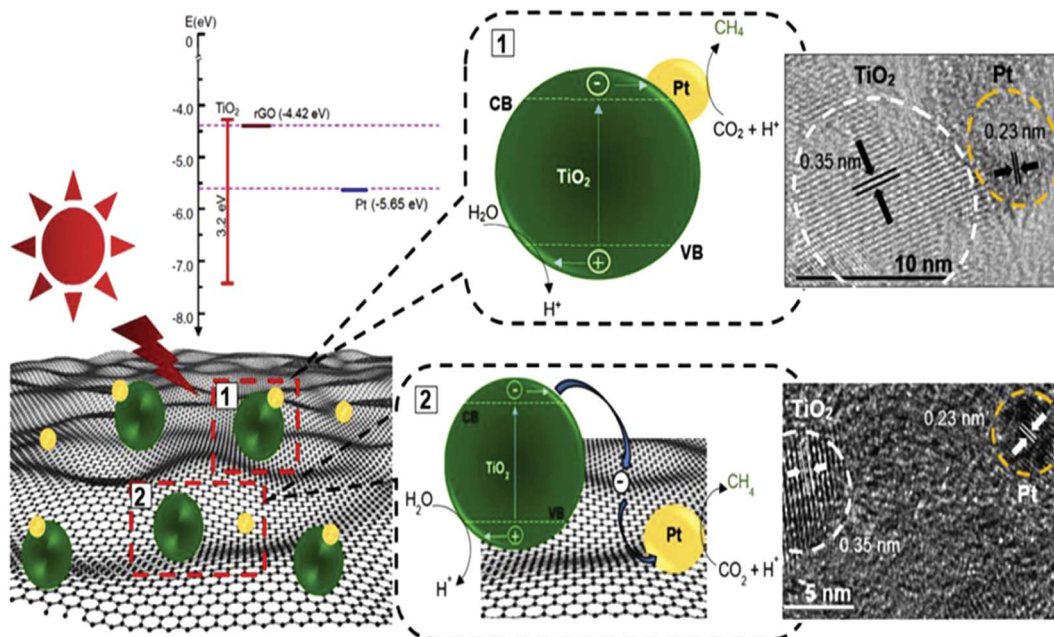 E(eV)
0
-4.0
-5.0
-6.0
-7.0
-8.0
TiO₂
rGO (-4.42 eV)
3.2 eV
Pt (-5.65 eV)
1
CH₄
Pt
CB
CO₂ + H⁺
TiO₂
H₂O
VB
H⁺
TiO₂
Pt
0.35 nm
0.23 nm
10 nm
1
2
2
CB
TiO₂
VB
H₂O
H⁺
CH₄
Pt
CO₂ + H⁺
TiO₂
0.23 nm
Pt
0.35 nm
5 nm